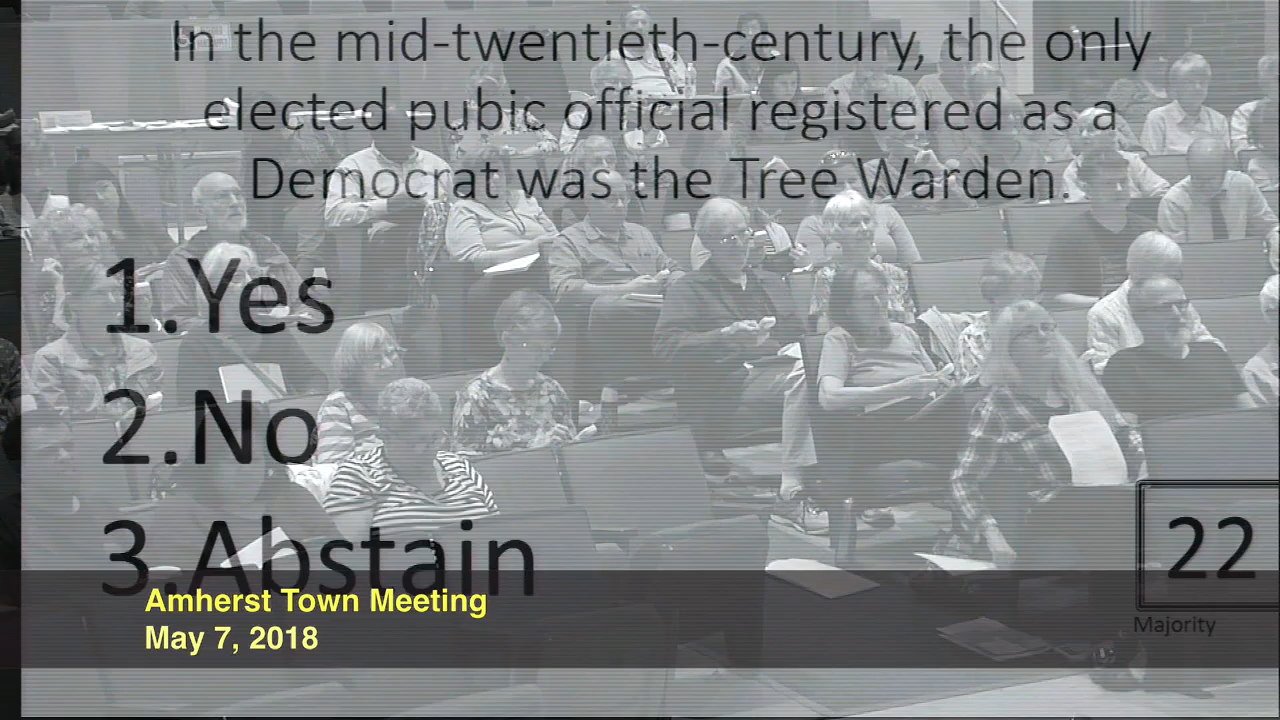 In the mid-twentieth-century, the only
elected pubic official registered as a
Democrat was the Tree Warden.
1.Yes
2.No
3.Abstain
22
Majority
Amherst Town Meeting
May 7, 2018